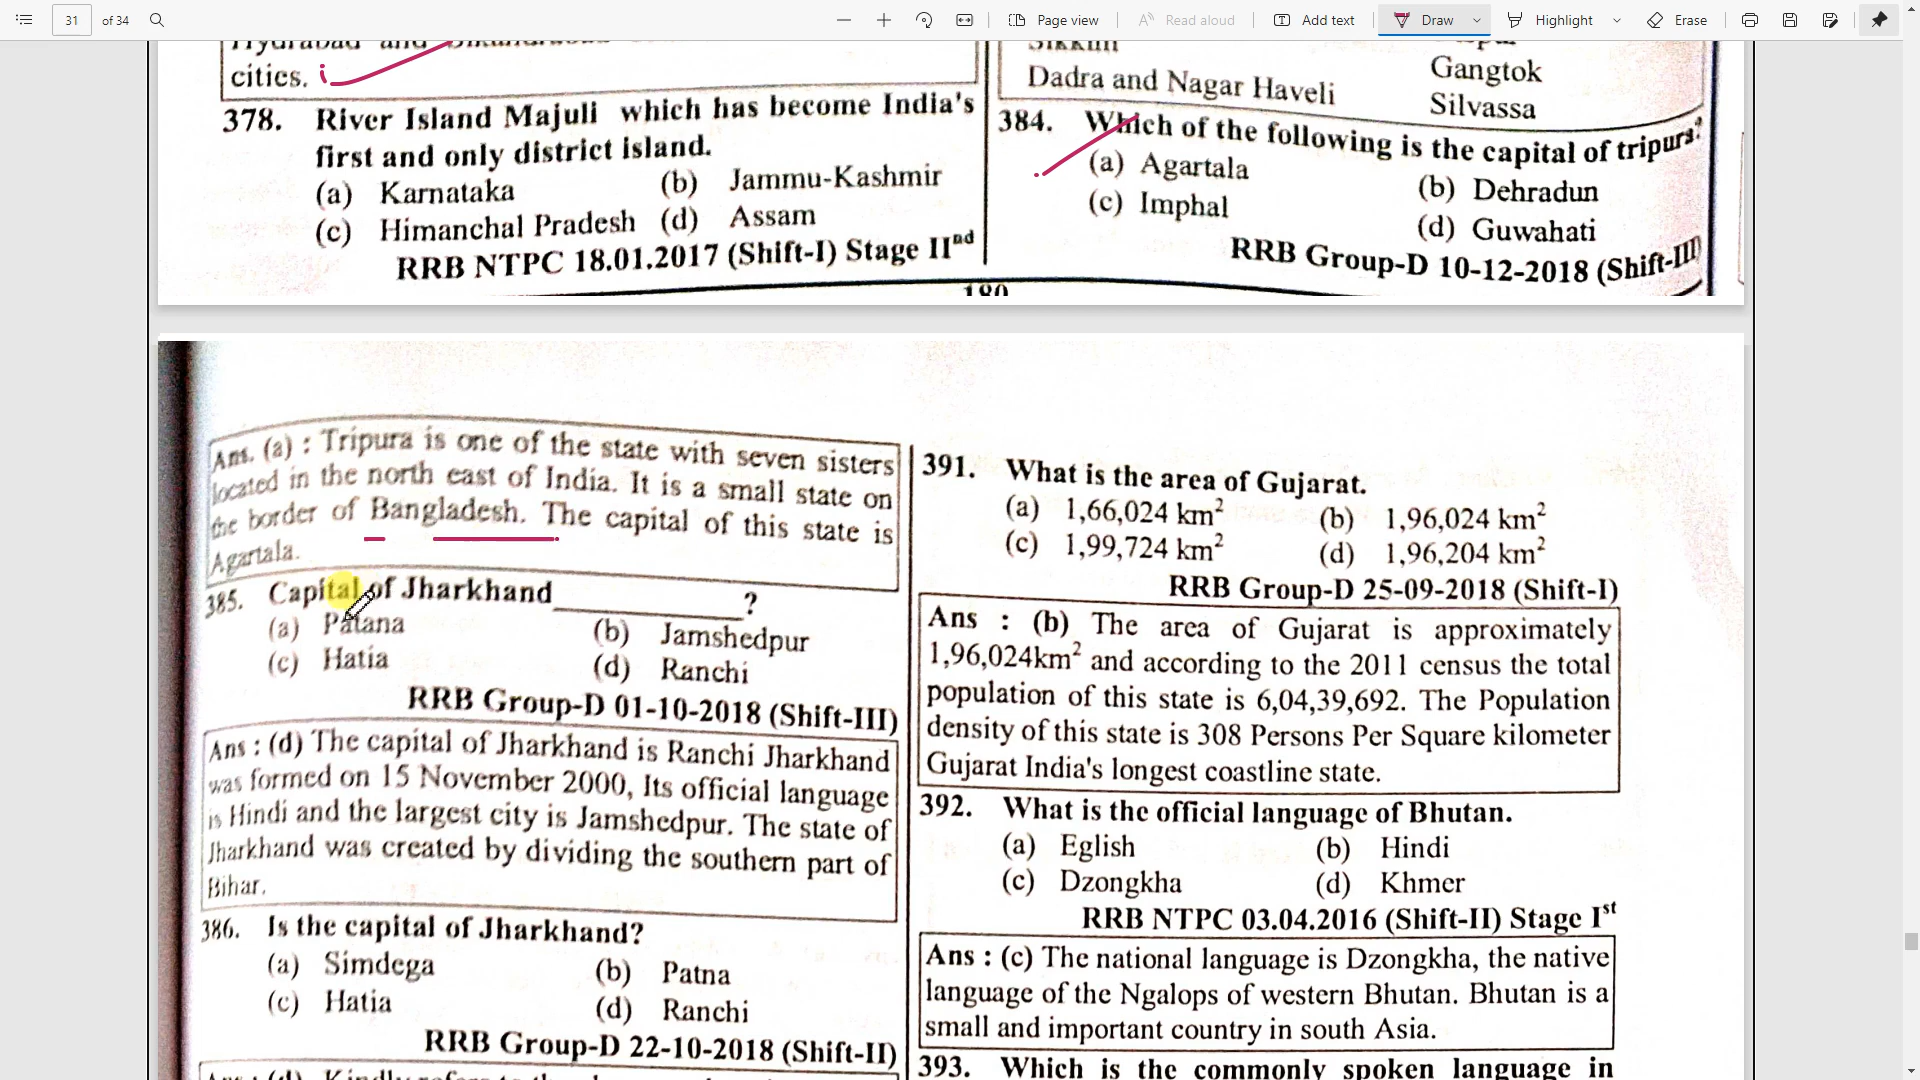 31 of 34
Page view
Read aloud
Add text
Draw
Highlight
Erase
cities.
378. River Island Majuli which has become India's
first and only district island.
(a) Karnataka (b) Jammu-Kashmir
(c) Himanchal Pradesh (d) Assam
RRB NTPC 18.01.2017 (Shift-I) Stage IInd
Gangtok
Dadra and Nagar Haveli Silvassa
384. Which of the following is the capital of tripura?
(a) Agartala (b) Dehradun
(c) Imphal (d) Guwahati
RRB Group-D 10-12-2018 (Shift-III)
Ans. (a) : Tripura is one of the state with seven sisters
located in the north east of India. It is a small state on
the border of Bangladesh. The capital of this state is
Agartala.
385. Capital of Jharkhand__________?
(a) Patana (b) Jamshedpur
(c) Hatia (d) Ranchi
RRB Group-D 01-10-2018 (Shift-III)
Ans : (d) The capital of Jharkhand is Ranchi Jharkhand
was formed on 15 November 2000, Its official language
is Hindi and the largest city is Jamshedpur. The state of
Jharkhand was created by dividing the southern part of
Bihar.
386. Is the capital of Jharkhand?
(a) Simdega (b) Patna
(c) Hatia (d) Ranchi
RRB Group-D 22-10-2018 (Shift-II)
391. What is the area of Gujarat.
(a) 1,66,024 km² (b) 1,96,024 km²
(c) 1,99,724 km² (d) 1,96,204 km²
RRB Group-D 25-09-2018 (Shift-I)
Ans : (b) The area of Gujarat is approximately
1,96,024km² and according to the 2011 census the total
population of this state is 6,04,39,692. The Population
density of this state is 308 Persons Per Square kilometer
Gujarat India's longest coastline state.
392. What is the official language of Bhutan.
(a) Eglish (b) Hindi
(c) Dzongkha (d) Khmer
RRB NTPC 03.04.2016 (Shift-II) Stage Ist
Ans : (c) The national language is Dzongkha, the native
language of the Ngalops of western Bhutan. Bhutan is a
small and important country in south Asia.
393. Which is the commonly spoken language in